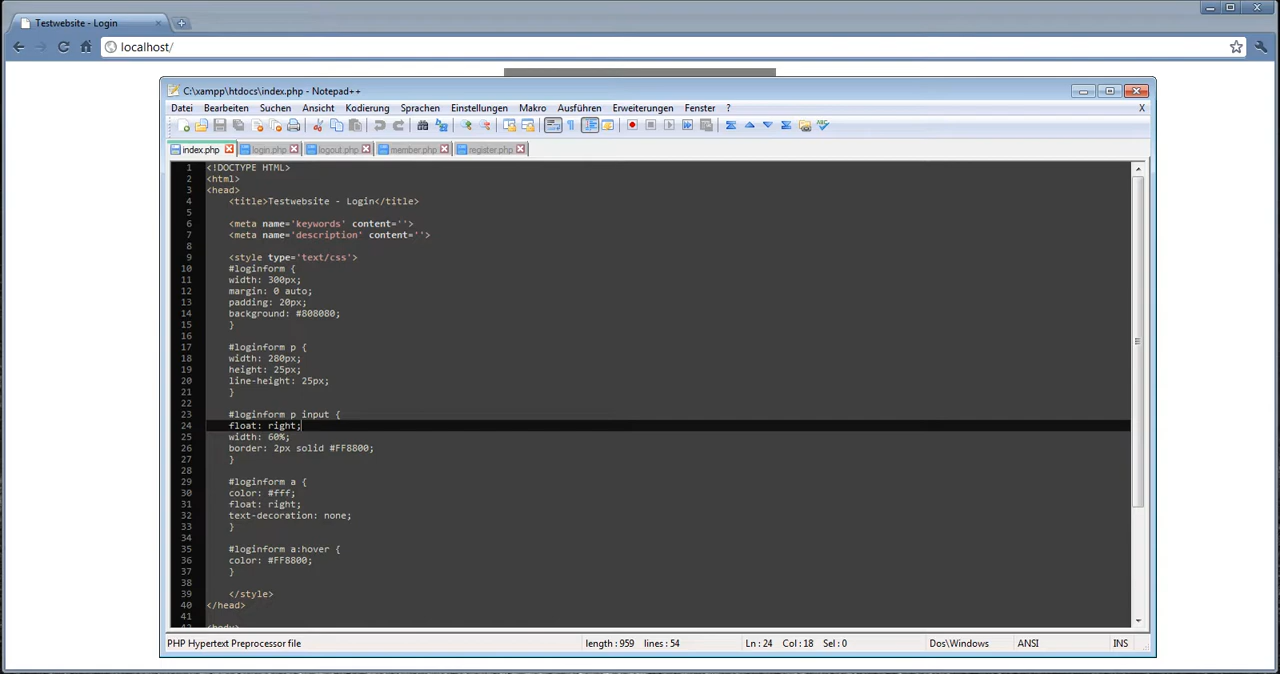 Testwebsite - Login
localhost/
C:\xampp\htdocs\index.php - Notepad++
Datei Bearbeiten Suchen Ansicht Kodierung Sprachen Einstellungen Makro Ausführen Erweiterungen Fenster ? X
index.php login.php logout.php member.php register.php
1 <!DOCTYPE HTML>
2 <html>
3 <head>
4 <title>Testwebsite - Login</title>
5
6 <meta name='keywords' content=''>
7 <meta name='description' content=''>
8
9 <style type='text/css'>
10 #loginform {
11 width: 300px;
12 margin: 0 auto;
13 padding: 20px;
14 background: #808080;
15 }
16
17 #loginform p {
18 width: 280px;
19 height: 25px;
20 line-height: 25px;
21 }
22
23 #loginform p input {
24 float: right;
25 width: 60%;
26 border: 2px solid #FF8800;
27 }
28
29 #loginform a {
30 color: #fff;
31 float: right;
32 text-decoration: none;
33 }
34
35 #loginform a:hover {
36 color: #FF8800;
37 }
38
39 </style>
40 </head>
41
42 <body>
PHP Hypertext Preprocessor file length : 959 lines : 54 Ln : 24 Col : 18 Sel : 0 Dos\Windows ANSI INS